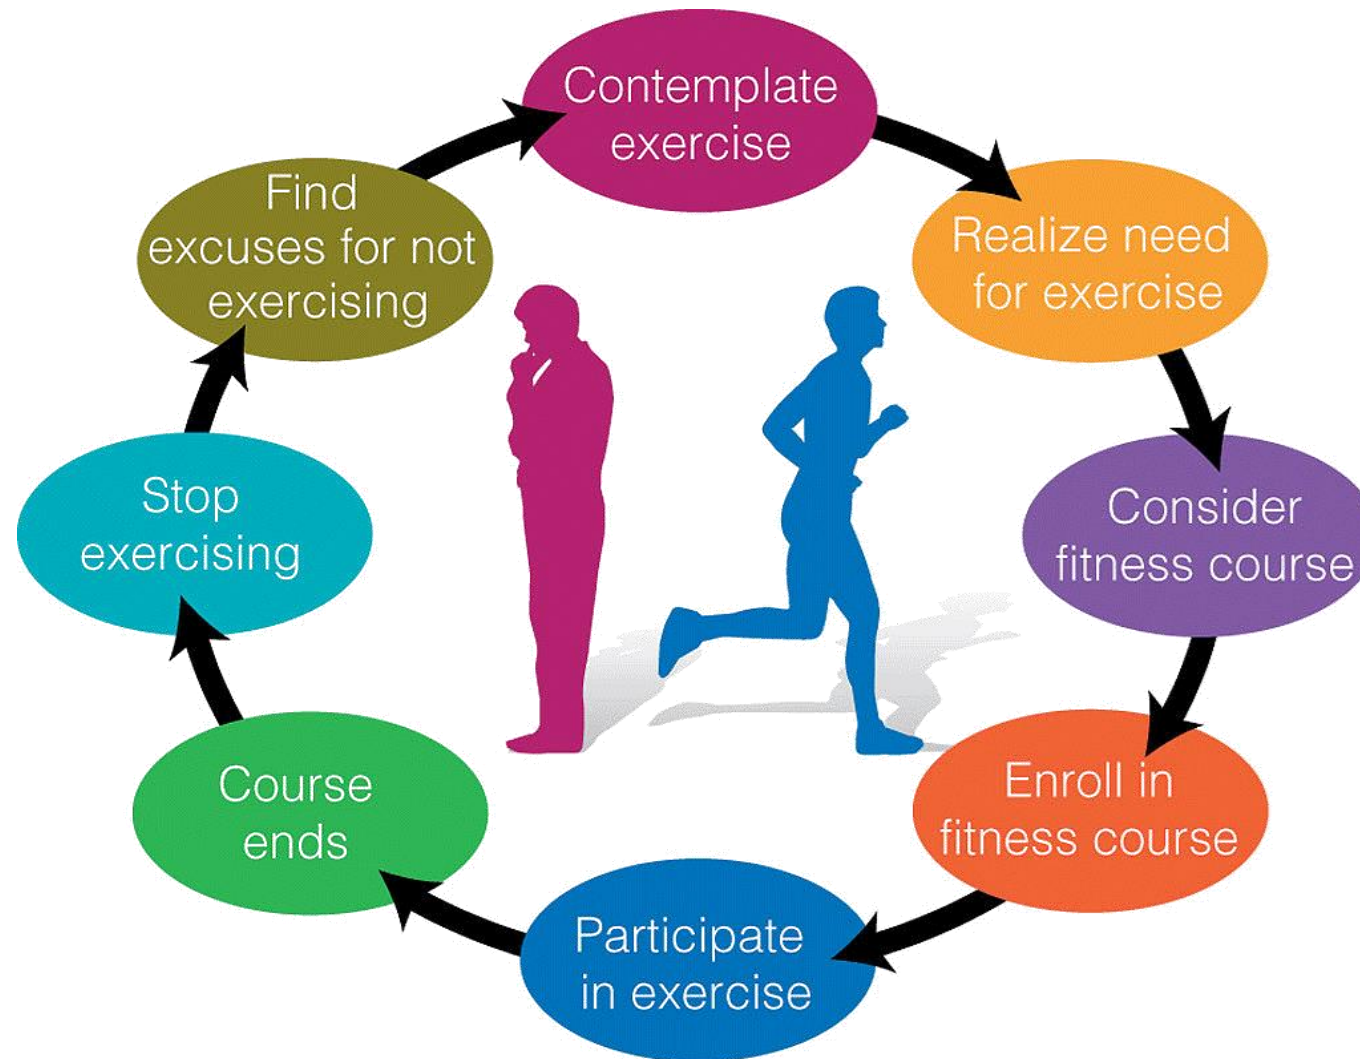 Contemplate
exercise
Realize need
for exercise
Consider
fitness course
Enroll in
fitness course
Participate
in exercise
Course
ends
Stop
exercising
Find
excuses for not
exercising